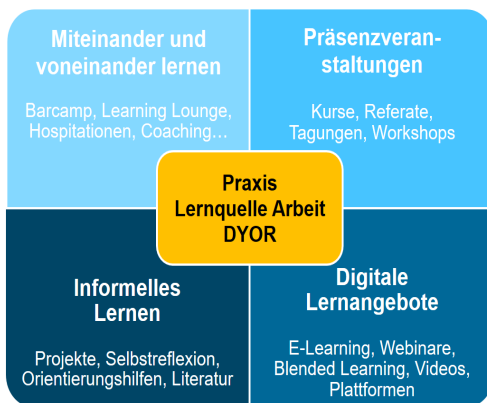 Miteinander und
voneinander lernen
Barcamp, Learning Lounge,
Hospitationen, Coaching…
Präsenzveran-
staltungen
Kurse, Referate,
Tagungen, Workshops
Praxis
Lernquelle Arbeit
DYOR
Informelles
Lernen
Projekte, Selbstreflexion,
Orientierungshilfen, Literatur
Digitale
Lernangebote
E-Learning, Webinare,
Blended Learning, Videos,
Plattformen